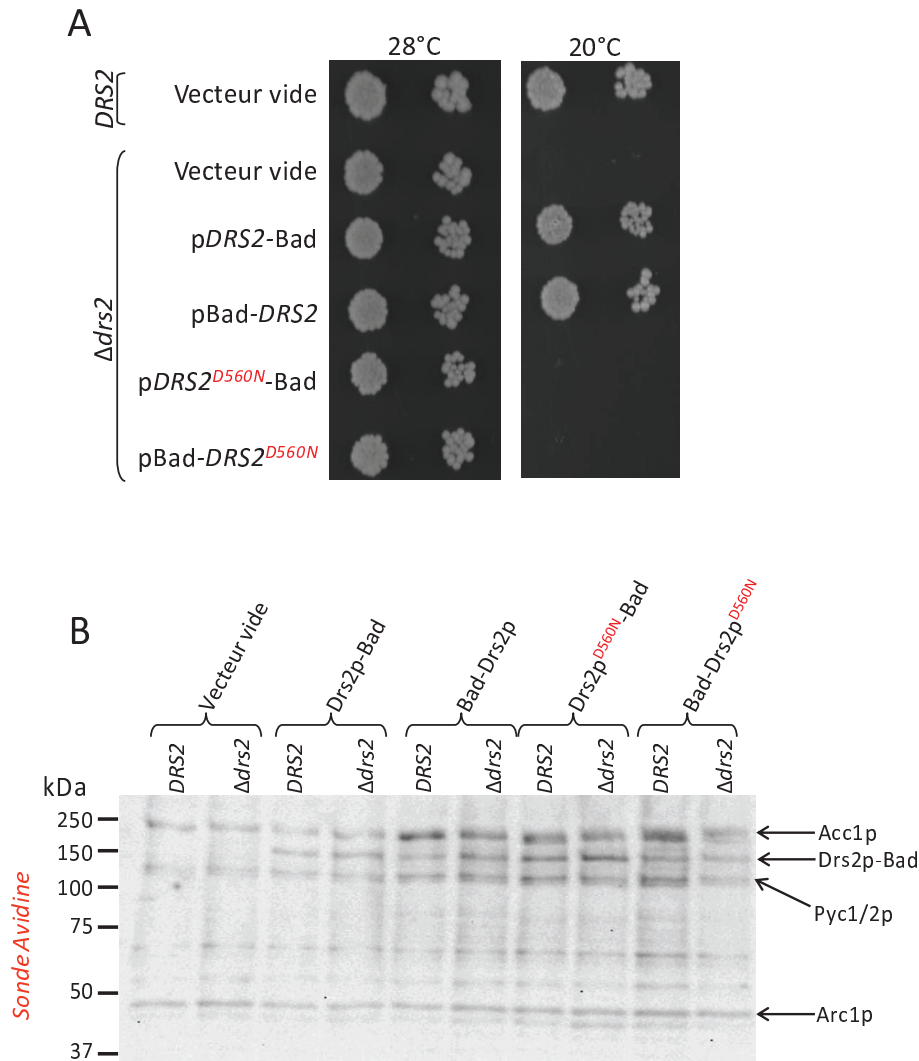 A
28°C
20°C
DRS2
Vecteur vide
Δdrs2
Vecteur vide
pDRS2-Bad
pBad-DRS2
pDRS2D560N-Bad
pBad-DRS2D560N
B
Vecteur vide
Drs2p-Bad
Bad-Drs2p
Drs2pD560N-Bad
Bad-Drs2pD560N
DRS2
Δdrs2
DRS2
Δdrs2
DRS2
Δdrs2
DRS2
Δdrs2
DRS2
Δdrs2
kDa
250
150
100
75
50
37
Sonde Avidine
Acc1p
Drs2p-Bad
Pyc1/2p
Arc1p